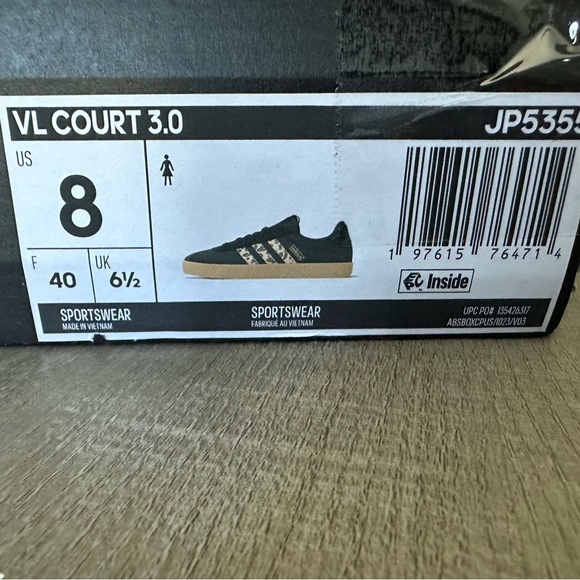 VL COURT 3.0 JP5355
US
8
F
40
UK
6½
1 97615 76471 4
Inside
SPORTSWEAR
MADE IN VIETNAM
SPORTSWEAR
FABRIQUÉ AU VIETNAM
UPC PO# 135426317
ABSBOXCPUS/1023/V03